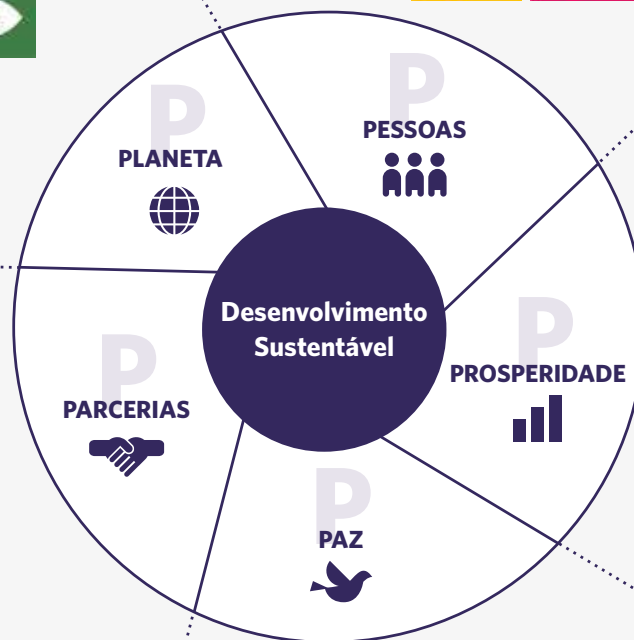 P
PLANETA
P
PESSOAS
Desenvolvimento
Sustentável
P
PROSPERIDADE
P
PARCERIAS
P
PAZ